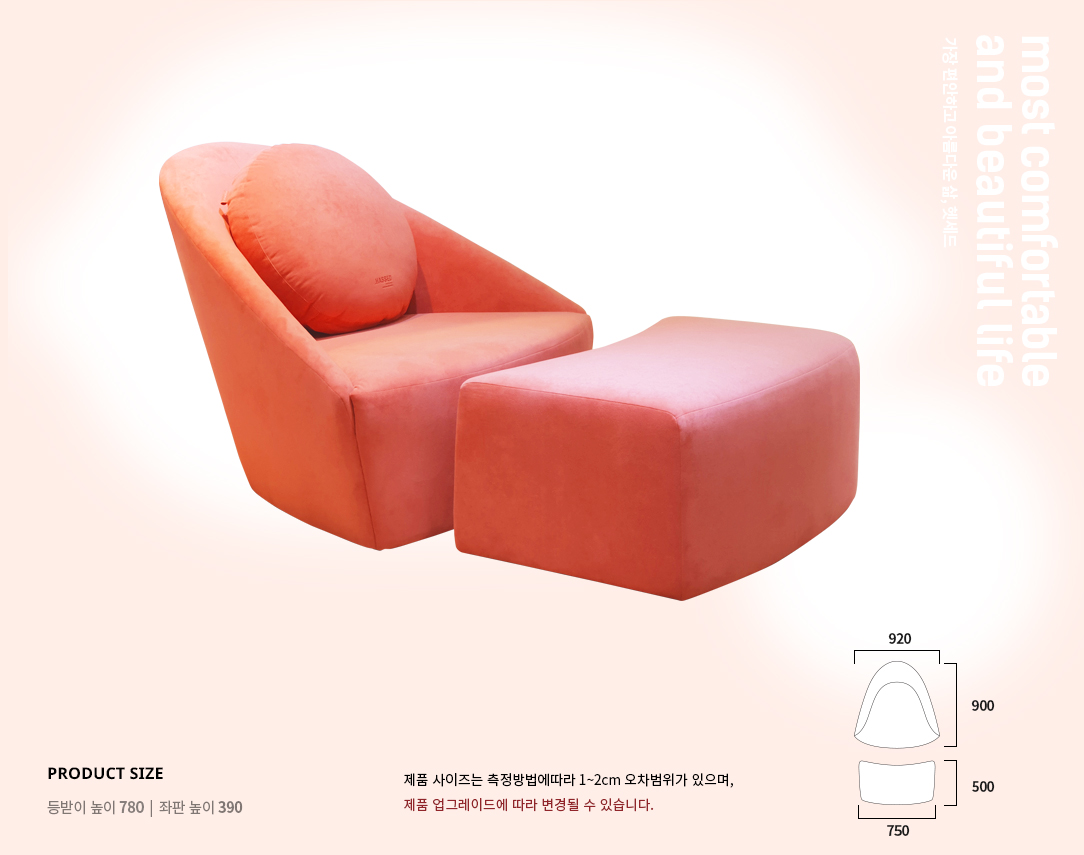 most comfortable
and beautiful life
가장 편안하고 아름다운 삶, 헷세드
920
900
500
750
PRODUCT SIZE
등받이 높이 780 | 좌판 높이 390
제품 사이즈는 측정방법에따라 1~2cm 오차범위가 있으며,
제품 업그레이드에 따라 변경될 수 있습니다.